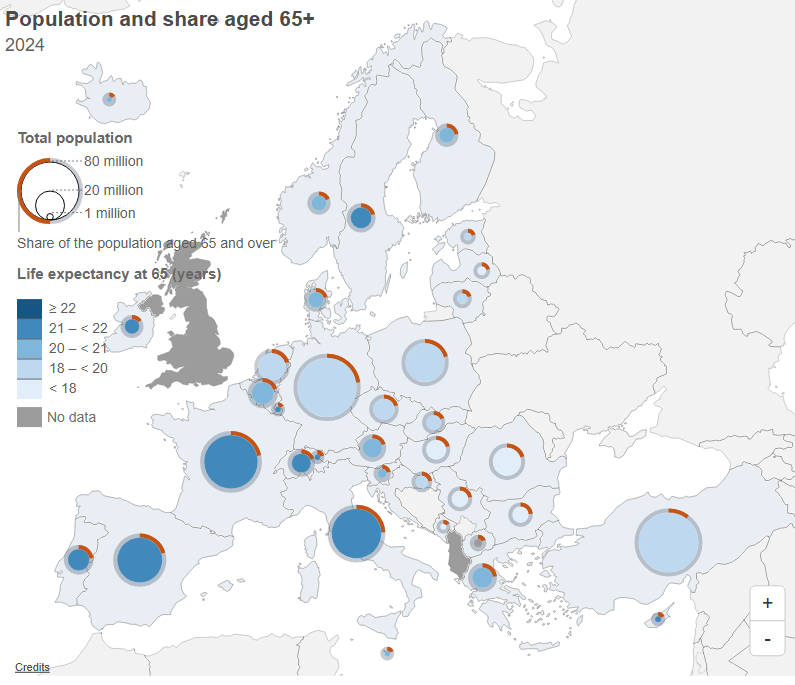 Population and share aged 65+
2024
Total population
80 million
20 million
1 million
Share of the population aged 65 and over
Life expectancy at 65 (years)
≥ 22
21 – < 22
20 – < 21
18 – < 20
< 18
No data
+
-
Credits